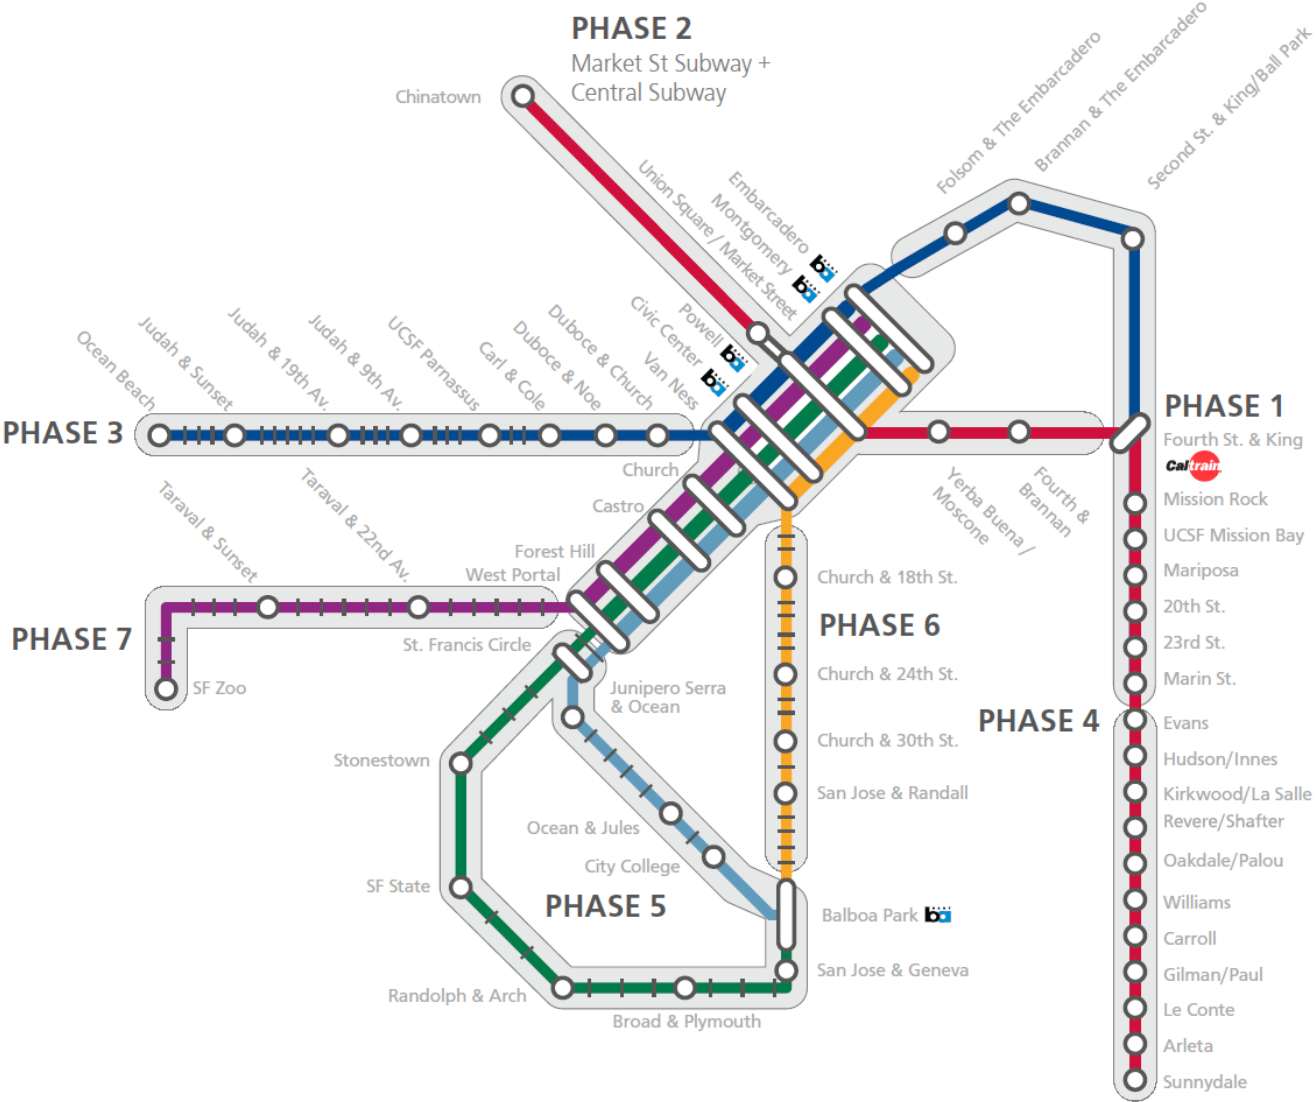 PHASE 2
Market St Subway +
Central Subway
Chinatown
Union Square / Market Street
Embarcadero
Montgomery
ba
ba
Folsom & The Embarcadero
Brannan & The Embarcadero
Second St. & King/Ball Park
Powell
Civic Center
Van Ness
ba
ba
Ocean Beach
Judah & Sunset
Judah & 19th Av.
Judah & 9th Av.
UCSF Parnassus
Carl & Cole
Duboce & Noe
Duboce & Church
PHASE 3
PHASE 1
Fourth St. & King
Caltrain
Yerba Buena /
Moscone
Fourth &
Brannan
Mission Rock
UCSF Mission Bay
Mariposa
20th St.
23rd St.
Marin St.
Church
Castro
Forest Hill
West Portal
Taraval & Sunset
Taraval & 22nd Av.
PHASE 7
SF Zoo
St. Francis Circle
Junipero Serra
& Ocean
Church & 18th St.
PHASE 6
Church & 24th St.
Church & 30th St.
San Jose & Randall
PHASE 4
Evans
Hudson/Innes
Kirkwood/La Salle
Revere/Shafter
Oakdale/Palou
Williams
Carroll
Gilman/Paul
Le Conte
Arleta
Sunnydale
Stonestown
Ocean & Jules
City College
SF State
PHASE 5
Balboa Park ba
San Jose & Geneva
Randolph & Arch
Broad & Plymouth